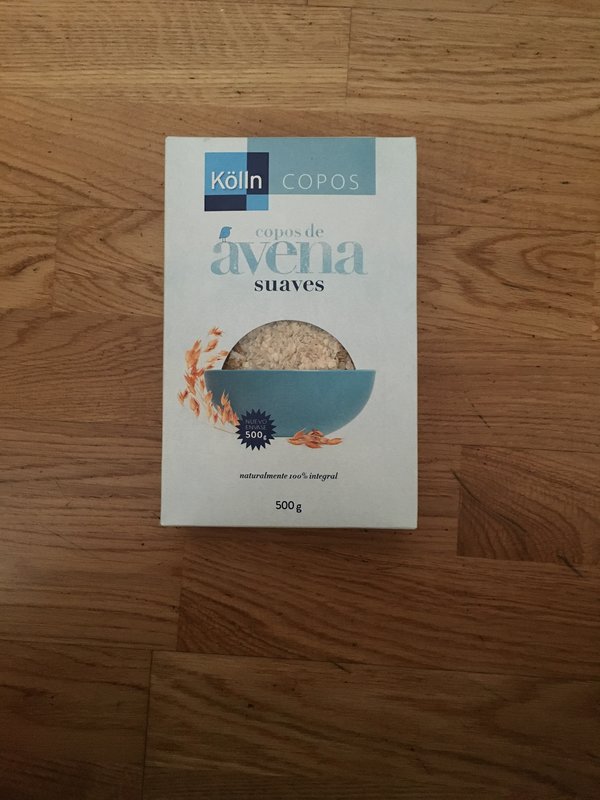 Kölln COPOS
copos de
avena
suaves
NUEVO
ENVASE
500g
naturalmente 100% integral
500 g